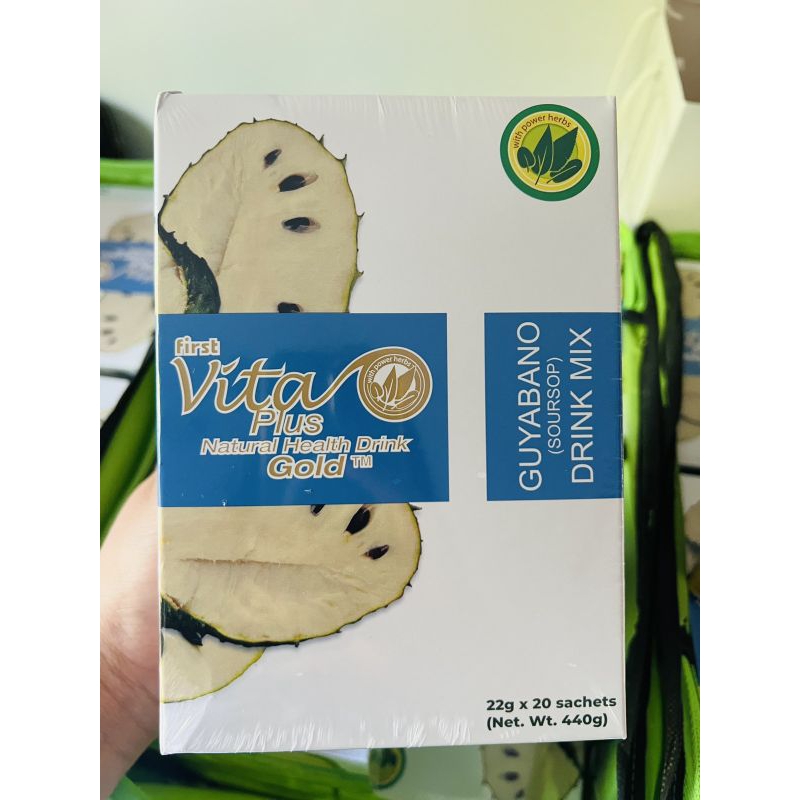 with power herbs
first
Vita
with power herbs
Plus
Natural Health Drink
Gold™
GUYABANO
(SOURSOP)
DRINK MIX
22g x 20 sachets
(Net. Wt. 440g)